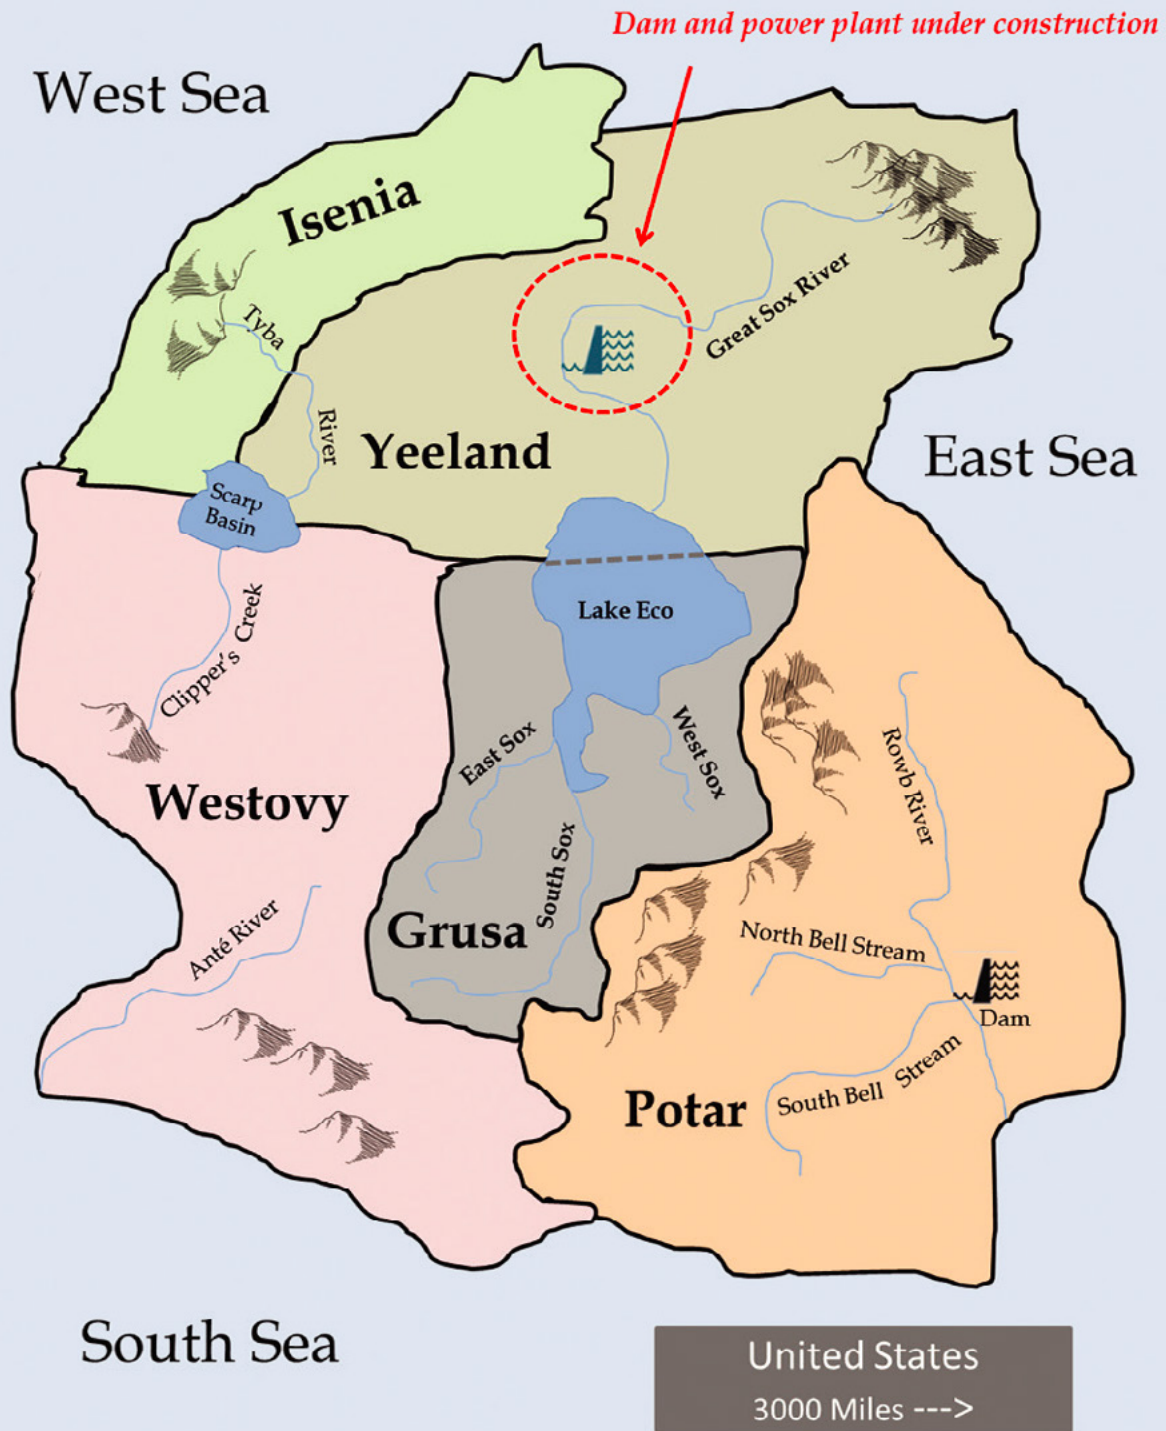 Dam and power plant under construction
West Sea
Isenia
Great Sox River
Tyba
River
Yeeland
East Sea
Scarp
Basin
Lake Eco
Clipper's Creek
East Sox
West Sox
Rowb River
Westovy
South Sox
Anté River
Grusa
North Bell Stream
Dam
South Bell Stream
Potar
South Sea
United States
3000 Miles --->